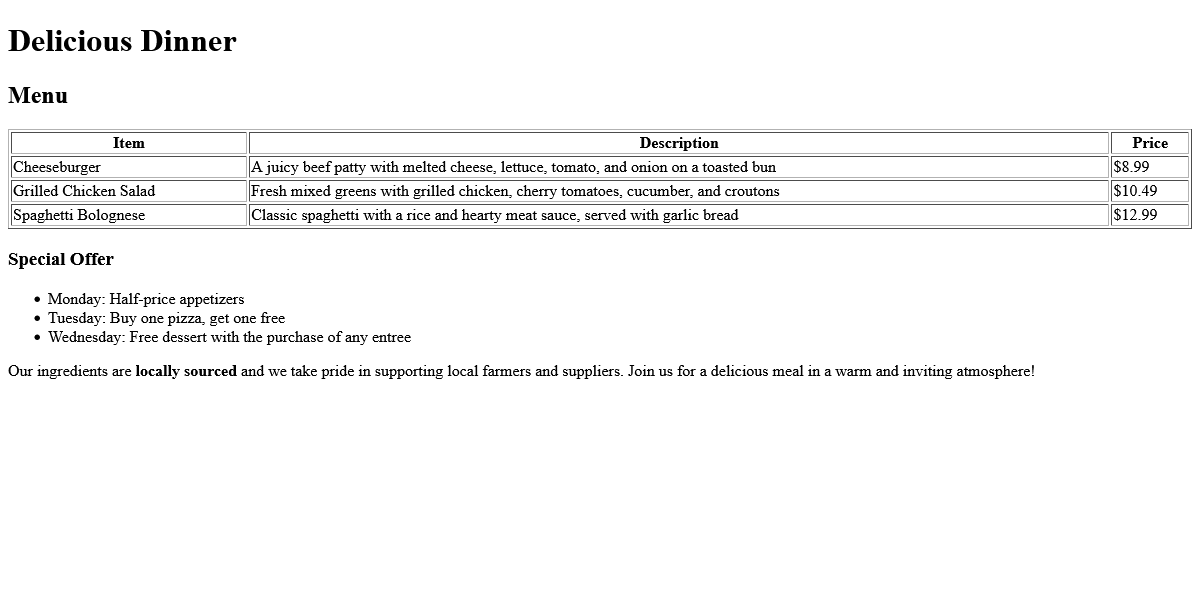 Delicious Dinner
Menu
Item Description Price
Cheeseburger A juicy beef patty with melted cheese, lettuce, tomato, and onion on a toasted bun $8.99
Grilled Chicken Salad Fresh mixed greens with grilled chicken, cherry tomatoes, cucumber, and croutons $10.49
Spaghetti Bolognese Classic spaghetti with a rice and hearty meat sauce, served with garlic bread $12.99
Special Offer
• Monday: Half-price appetizers
• Tuesday: Buy one pizza, get one free
• Wednesday: Free dessert with the purchase of any entree
Our ingredients are locally sourced and we take pride in supporting local farmers and suppliers. Join us for a delicious meal in a warm and inviting atmosphere!